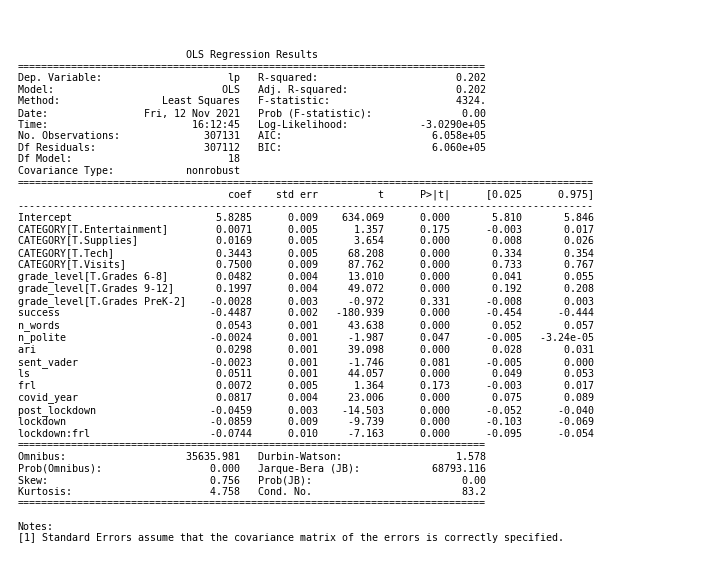 OLS Regression Results
==============================================================================
Dep. Variable: lp R-squared: 0.202
Model: OLS Adj. R-squared: 0.202
Method: Least Squares F-statistic: 4324.
Date: Fri, 12 Nov 2021 Prob (F-statistic): 0.00
Time: 16:12:45 Log-Likelihood: -3.0290e+05
No. Observations: 307131 AIC: 6.058e+05
Df Residuals: 307112 BIC: 6.060e+05
Df Model: 18
Covariance Type: nonrobust
================================================================================================
coef std err t P>|t| [0.025 0.975]
------------------------------------------------------------------------------------------------
Intercept 5.8285 0.009 634.069 0.000 5.810 5.846
CATEGORY[T.Entertainment] 0.0071 0.005 1.357 0.175 -0.003 0.017
CATEGORY[T.Supplies] 0.0169 0.005 3.654 0.000 0.008 0.026
CATEGORY[T.Tech] 0.3443 0.005 68.208 0.000 0.334 0.354
CATEGORY[T.Visits] 0.7500 0.009 87.762 0.000 0.733 0.767
grade_level[T.Grades 6-8] 0.0482 0.004 13.010 0.000 0.041 0.055
grade_level[T.Grades 9-12] 0.1997 0.004 49.072 0.000 0.192 0.208
grade_level[T.Grades PreK-2] -0.0028 0.003 -0.972 0.331 -0.008 0.003
success -0.4487 0.002 -180.939 0.000 -0.454 -0.444
n_words 0.0543 0.001 43.638 0.000 0.052 0.057
n_polite -0.0024 0.001 -1.987 0.047 -0.005 -3.24e-05
ari 0.0298 0.001 39.098 0.000 0.028 0.031
sent_vader -0.0023 0.001 -1.746 0.081 -0.005 0.000
ls 0.0511 0.001 44.057 0.000 0.049 0.053
frl 0.0072 0.005 1.364 0.173 -0.003 0.017
covid_year 0.0817 0.004 23.006 0.000 0.075 0.089
post_lockdown -0.0459 0.003 -14.503 0.000 -0.052 -0.040
lockdown -0.0859 0.009 -9.739 0.000 -0.103 -0.069
lockdown:frl -0.0744 0.010 -7.163 0.000 -0.095 -0.054
==============================================================================
Omnibus: 35635.981 Durbin-Watson: 1.578
Prob(Omnibus): 0.000 Jarque-Bera (JB): 68793.116
Skew: 0.756 Prob(JB): 0.00
Kurtosis: 4.758 Cond. No. 83.2
==============================================================================
Notes:
[1] Standard Errors assume that the covariance matrix of the errors is correctly specified.